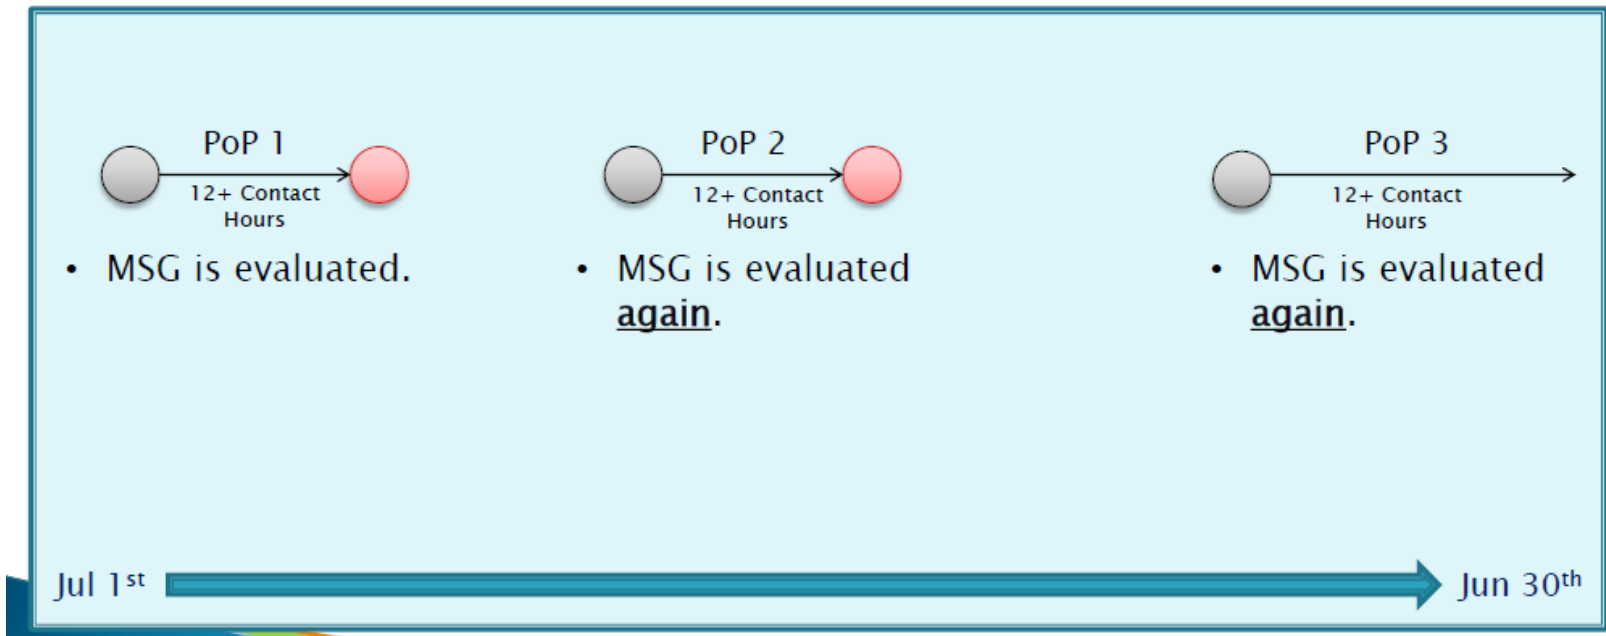 PoP 1
12+ Contact
Hours
• MSG is evaluated.
PoP 2
12+ Contact
Hours
• MSG is evaluated
again.
PoP 3
12+ Contact
Hours
• MSG is evaluated
again.
Jul 1st
Jun 30th